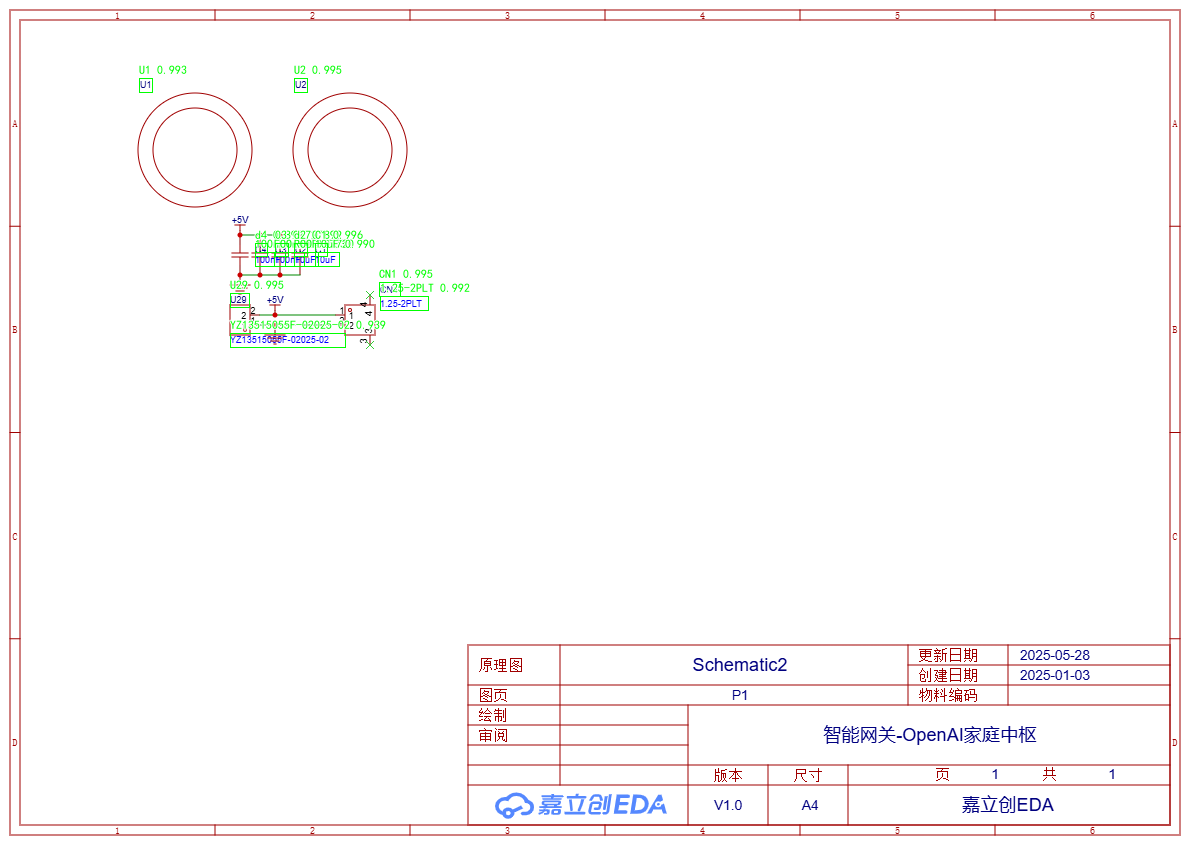 1 2 3 4 5 6
U1 0.993
U2 0.995
U1
U2
A A
+5V
CN1 0.995
1.25-2PLT 0.992
U29 0.995
U29
+5V
1.25-2PLT
2 2
1 1
4 4
3 3
B B
YZ13515055F-02025-02 0.939
YZ13515055F-02025-02
C C
原理图 Schematic2 更新日期 2025-05-28
创建日期 2025-01-03
图页 P1 物料编码
绘制
审阅
智能网关-OpenAI家庭中枢
D D
版本 尺寸 页 1 共 1
嘉立创EDA V1.0 A4 嘉立创EDA
1 2 3 4 5 6